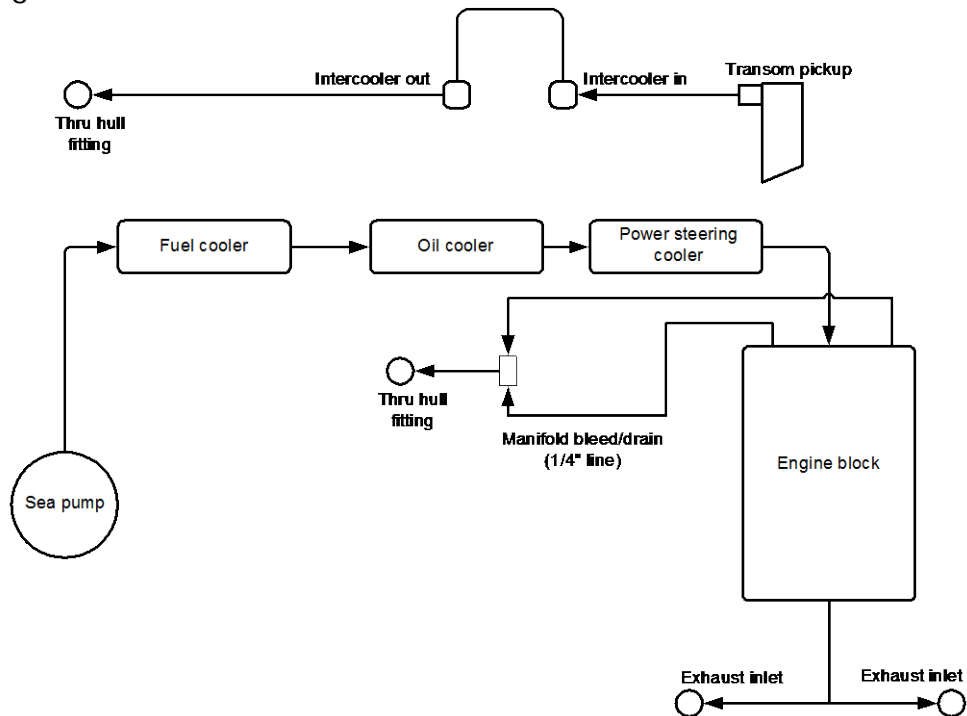 g
Intercooler out
Intercooler in
Transom pickup
Thru hull
fitting
Fuel cooler
Oil cooler
Power steering
cooler
Thru hull
fitting
Manifold bleed/drain
(1/4" line)
Engine block
Sea pump
Exhaust inlet
Exhaust inlet